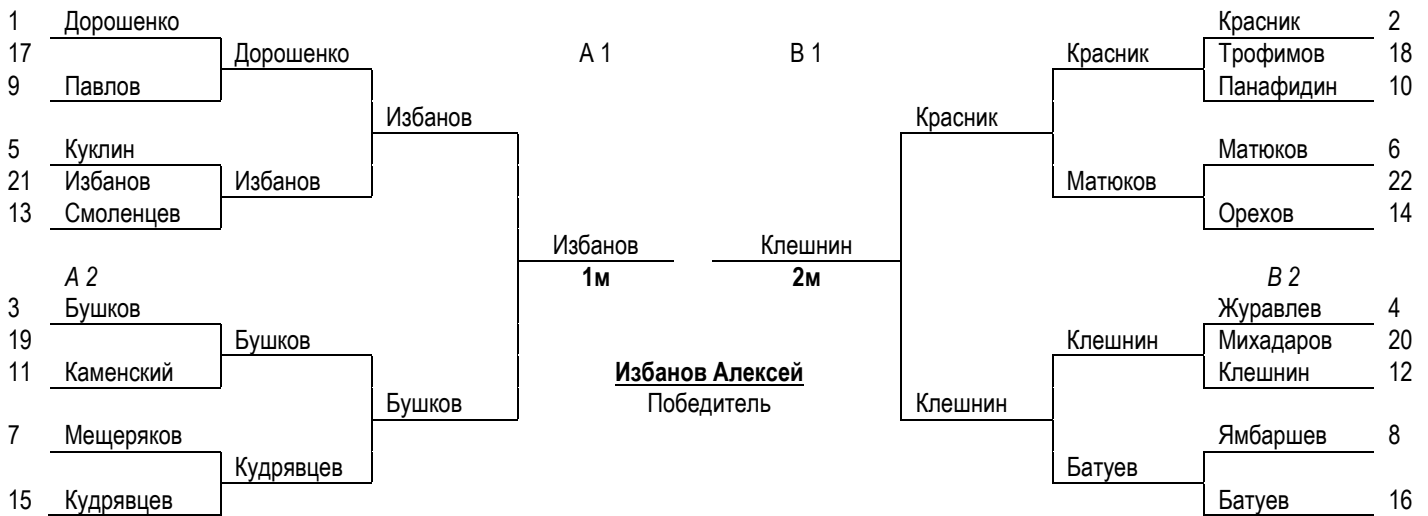 1 Дорошенко Красник 2
17 Дорошенко A 1 B 1 Красник Трофимов 18
9 Павлов Панафидин 10
Избанов Красник
5 Куклин Матюков 6
21 Избанов Избанов Матюков 22
13 Смоленцев Орехов 14
Избанов Клешнин
A 2 1м 2м B 2
3 Бушков Журавлев 4
19 Бушков Клешнин Михадаров 20
11 Каменский Избанов Алексей Клешнин 12
Бушков Победитель Клешнин
7 Мещеряков Ямбаршев 8
Кудрявцев Батуев
15 Кудрявцев Батуев 16